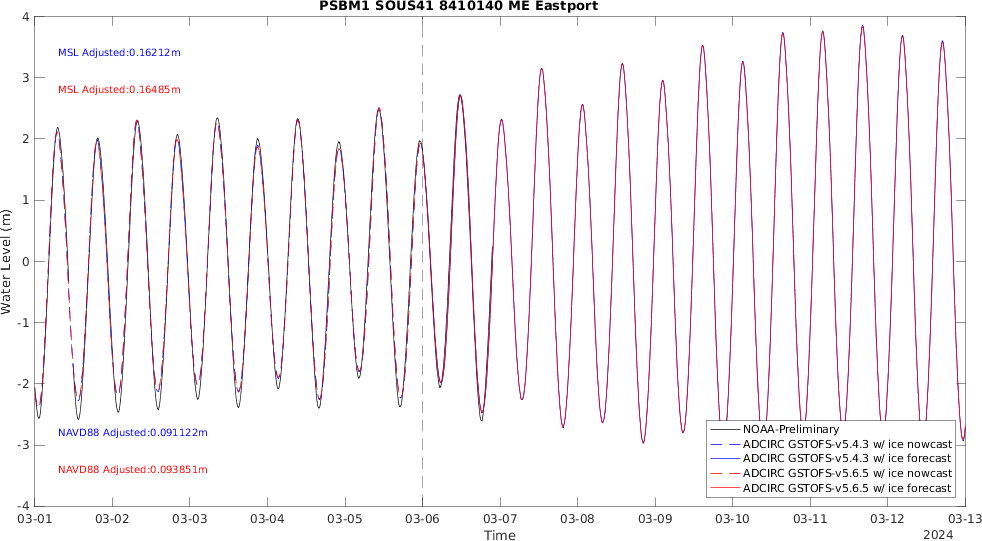 PSBM1 SOUS41 8410140 ME Eastport
MSL Adjusted:0.16212m
MSL Adjusted:0.16485m
NAVD88 Adjusted:0.091122m
NAVD88 Adjusted:0.093851m
Water Level (m)
4
3
2
1
0
-1
-2
-3
-4
NOAA-Preliminary
ADCIRC GSTOFS-v5.4.3 w/ ice nowcast
ADCIRC GSTOFS-v5.4.3 w/ ice forecast
ADCIRC GSTOFS-v5.6.5 w/ ice nowcast
ADCIRC GSTOFS-v5.6.5 w/ ice forecast
03-01 03-02 03-03 03-04 03-05 03-06 03-07 03-08 03-09 03-10 03-11 03-12 03-13
Time
2024